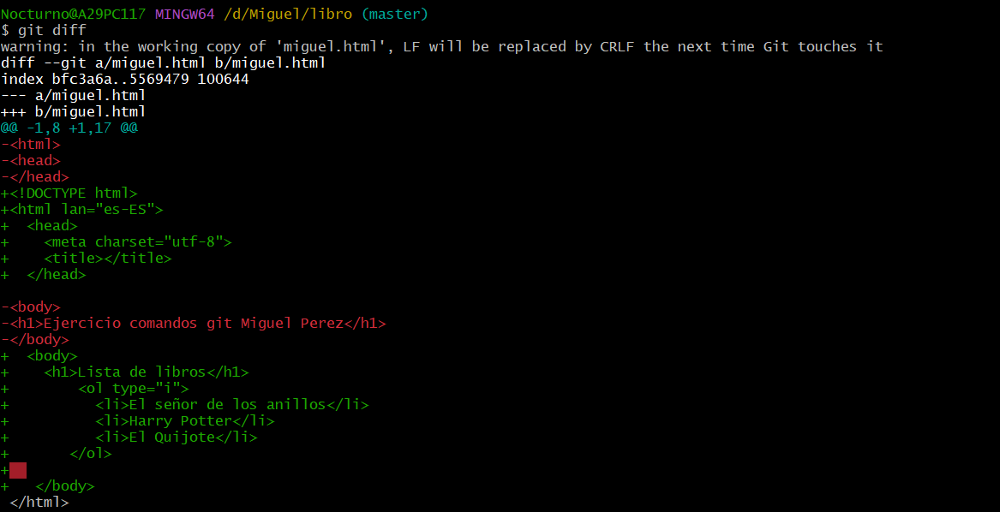 Nocturno@A29PC117 MINGW64 /d/Miguel/libro (master)
$ git diff
warning: in the working copy of 'miguel.html', LF will be replaced by CRLF the next time Git touches it
diff --git a/miguel.html b/miguel.html
index bfc3a6a..5569479 100644
--- a/miguel.html
+++ b/miguel.html
@@ -1,8 +1,17 @@
-<html>
-<head>
-</head>
+<!DOCTYPE html>
+<html lan="es-ES">
+  <head>
+    <meta charset="utf-8">
+    <title></title>
+  </head>

-<body>
-<h1>Ejercicio comandos git Miguel Perez</h1>
-</body>
+  <body>
+    <h1>Lista de libros</h1>
+        <ol type="i">
+          <li>El señor de los anillos</li>
+          <li>Harry Potter</li>
+          <li>El Quijote</li>
+       </ol>
+
+   </body>
 </html>